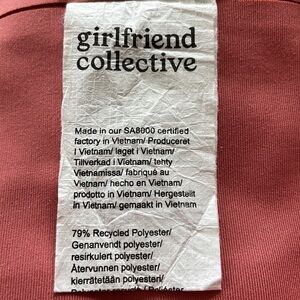 girlfriend
collective
Made in our SA8000 certified
factory in Vietnam/ Produceret
i Vietnam/ laget i Vietnam/
Tillverkad i Vietnam/ tehty
Vietnamissa/ fabriqué au
Vietnam/ hecho en Vietnam/
prodotto in Vietnam/ Hergestellt
in Vietnam/ gemaakt in Vietnam
79% Recycled Polyester/
Genanvendt polyester/
resirkulert polyester/
Återvunnen polyester/
kierrätetään polyesteri/